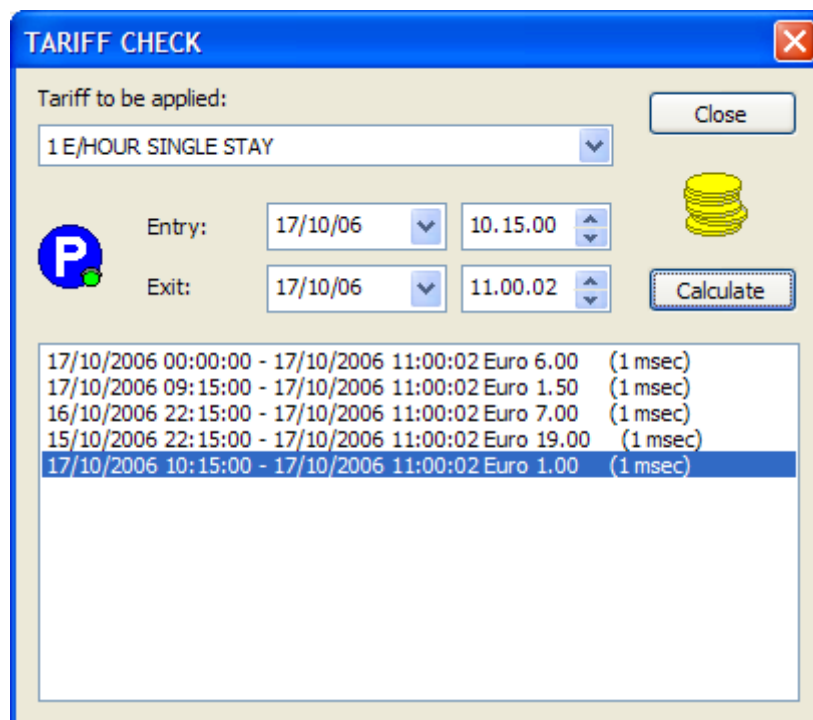 TARIFF CHECK
Tariff to be applied:
Close
1 E/HOUR SINGLE STAY
P
Entry: 17/10/06 10.15.00
Exit: 17/10/06 11.00.02
Calculate
17/10/2006 00:00:00 - 17/10/2006 11:00:02 Euro 6.00 (1 msec)
17/10/2006 09:15:00 - 17/10/2006 11:00:02 Euro 1.50 (1 msec)
16/10/2006 22:15:00 - 17/10/2006 11:00:02 Euro 7.00 (1 msec)
15/10/2006 22:15:00 - 17/10/2006 11:00:02 Euro 19.00 (1 msec)
17/10/2006 10:15:00 - 17/10/2006 11:00:02 Euro 1.00 (1 msec)